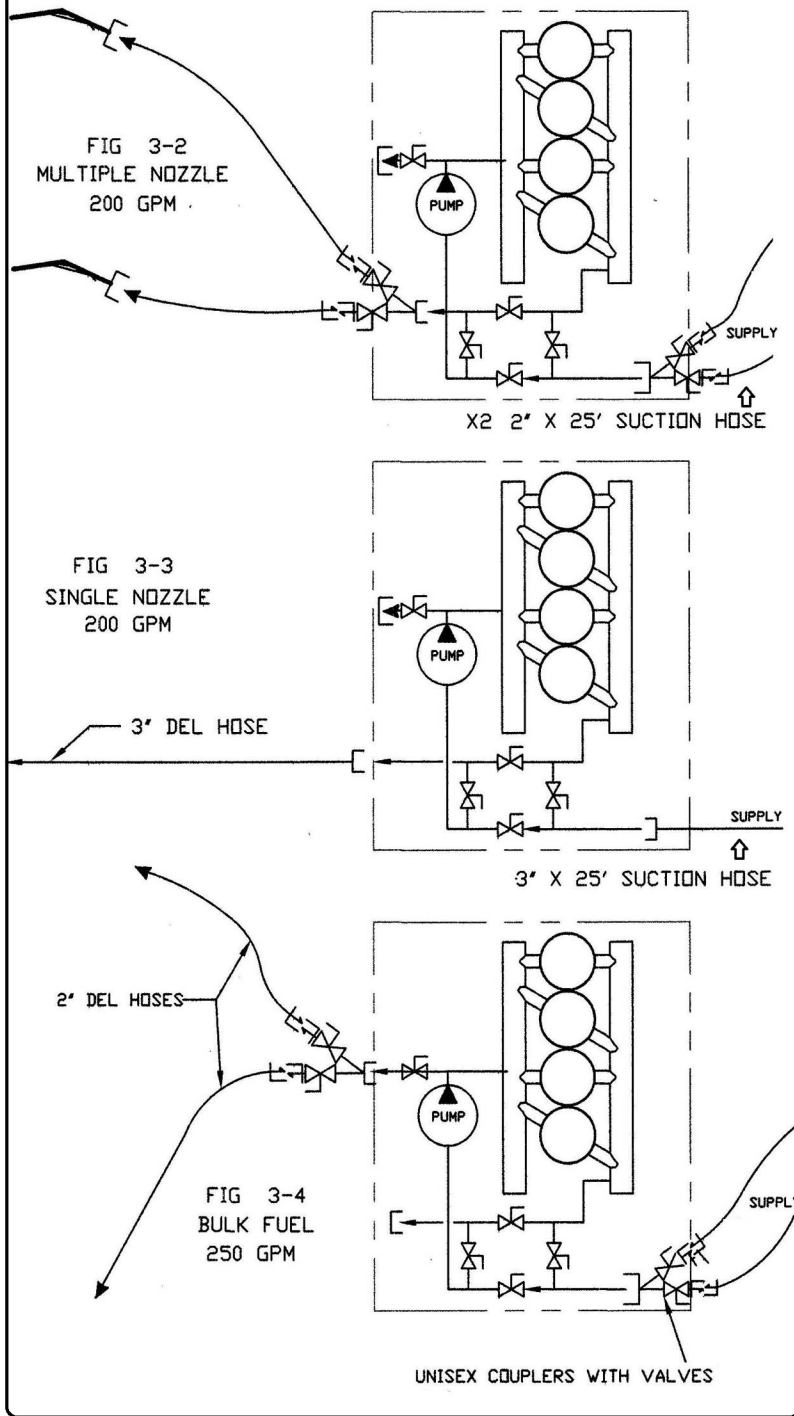 FIG 3-2
MULTIPLE NOZZLE
200 GPM
PUMP
SUPPLY
X2 2" X 25' SUCTION HOSE
FIG 3-3
SINGLE NOZZLE
200 GPM
PUMP
3" DEL HOSE
SUPPLY
3" X 25' SUCTION HOSE
2" DEL HOSES
PUMP
FIG 3-4
BULK FUEL
250 GPM
SUPPLY
UNISEX COUPLERS WITH VALVES